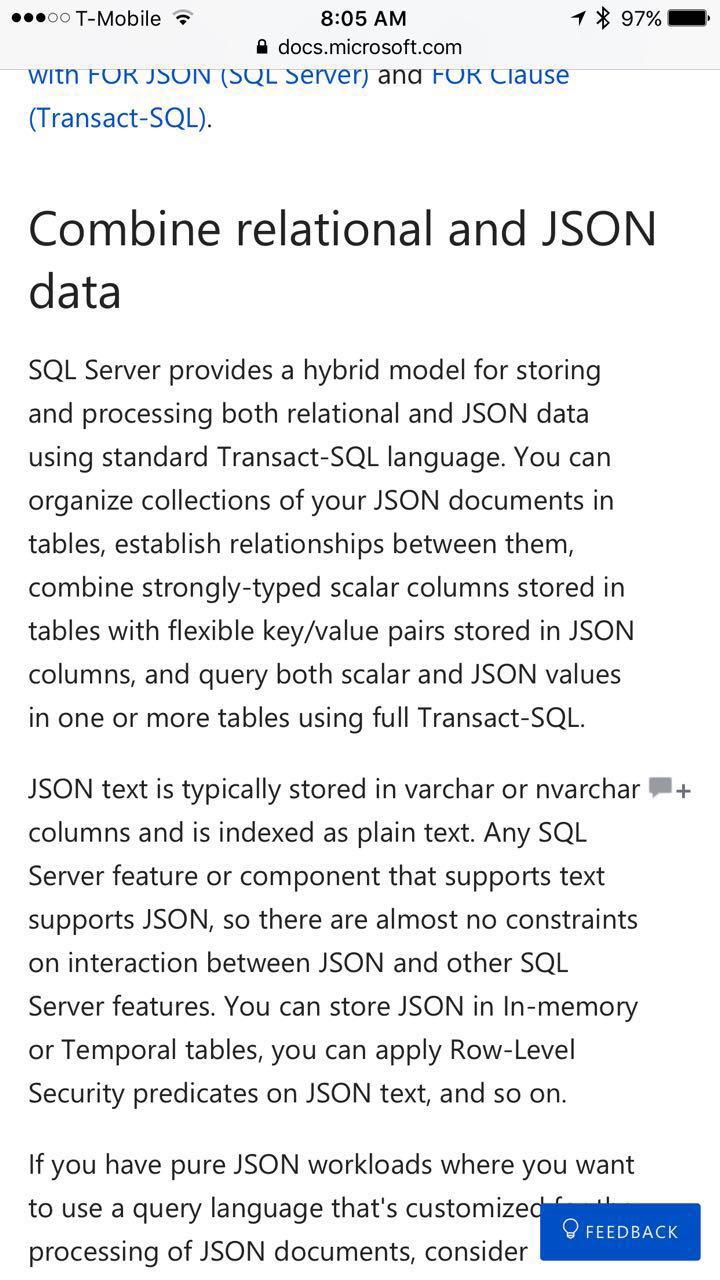 T-Mobile 8:05 AM 97%
docs.microsoft.com
with FOR JSON (SQL Server) and FOR Clause
(Transact-SQL).
Combine relational and JSON
data
SQL Server provides a hybrid model for storing
and processing both relational and JSON data
using standard Transact-SQL language. You can
organize collections of your JSON documents in
tables, establish relationships between them,
combine strongly-typed scalar columns stored in
tables with flexible key/value pairs stored in JSON
columns, and query both scalar and JSON values
in one or more tables using full Transact-SQL.
JSON text is typically stored in varchar or nvarchar +
columns and is indexed as plain text. Any SQL
Server feature or component that supports text
supports JSON, so there are almost no constraints
on interaction between JSON and other SQL
Server features. You can store JSON in In-memory
or Temporal tables, you can apply Row-Level
Security predicates on JSON text, and so on.
If you have pure JSON workloads where you want
to use a query language that's customized
processing of JSON documents, consider
FEEDBACK